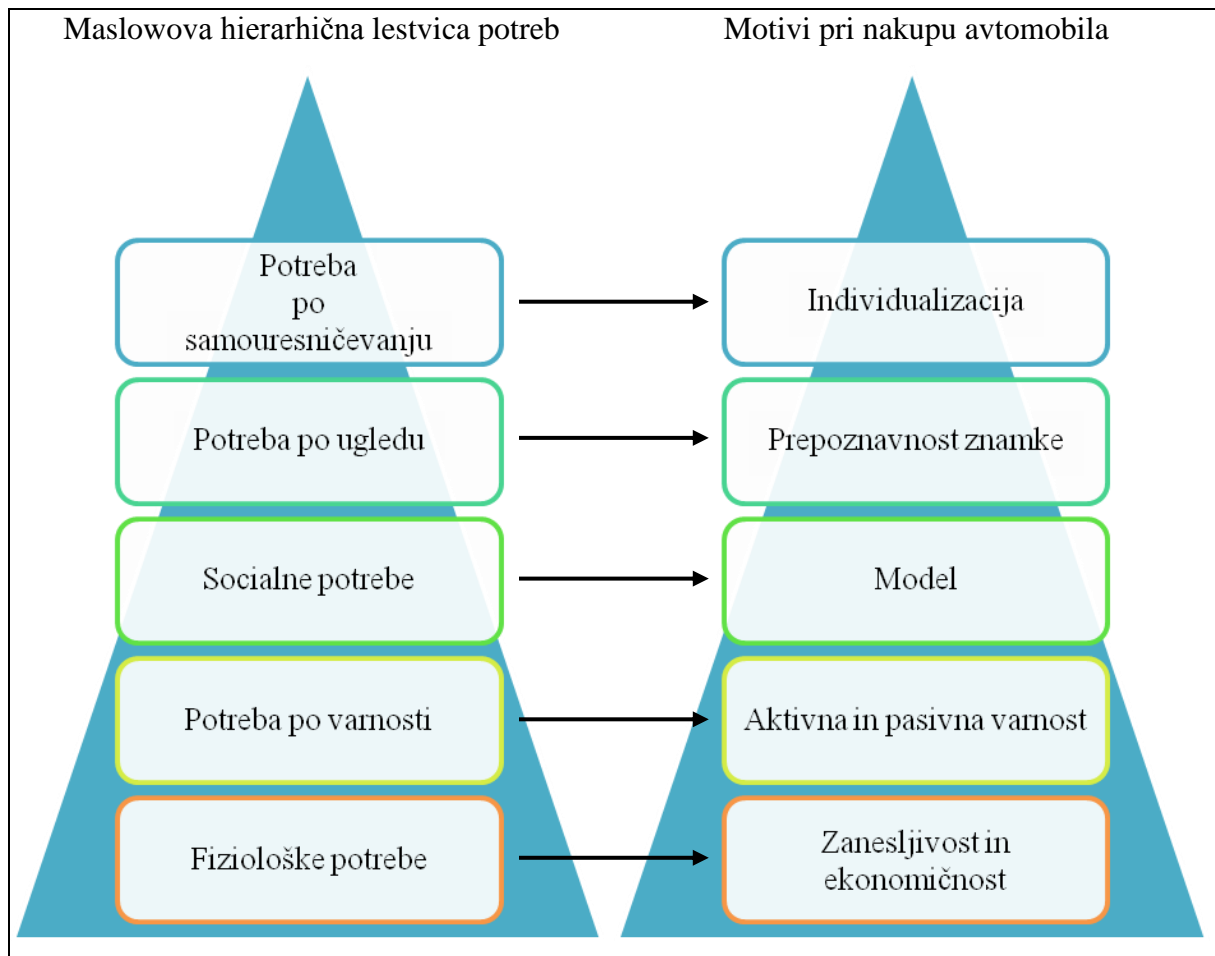 Maslowova hierarhična lestvica potreb
Motivi pri nakupu avtomobila
Potreba
po
samouresničevanju
Individualizacija
Potreba po ugledu
Prepoznavnost znamke
Socialne potrebe
Model
Potreba po varnosti
Aktivna in pasivna varnost
Fiziološke potrebe
Zanesljivost in
ekonomičnost